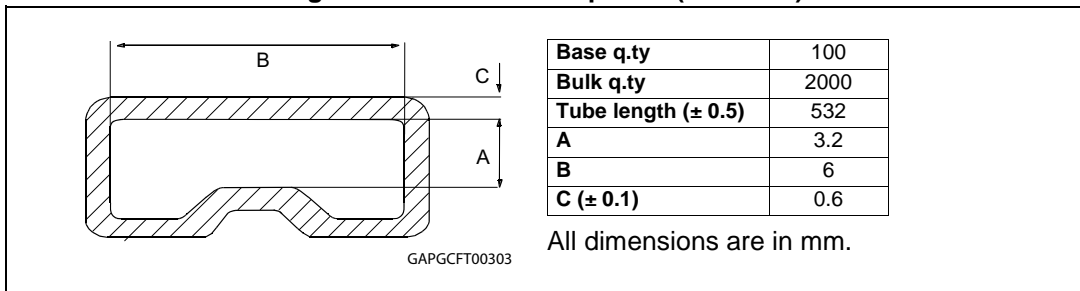 B
C
A
GAPGCFT00303
Base q.ty 100
Bulk q.ty 2000
Tube length (± 0.5) 532
A 3.2
B 6
C (± 0.1) 0.6
All dimensions are in mm.